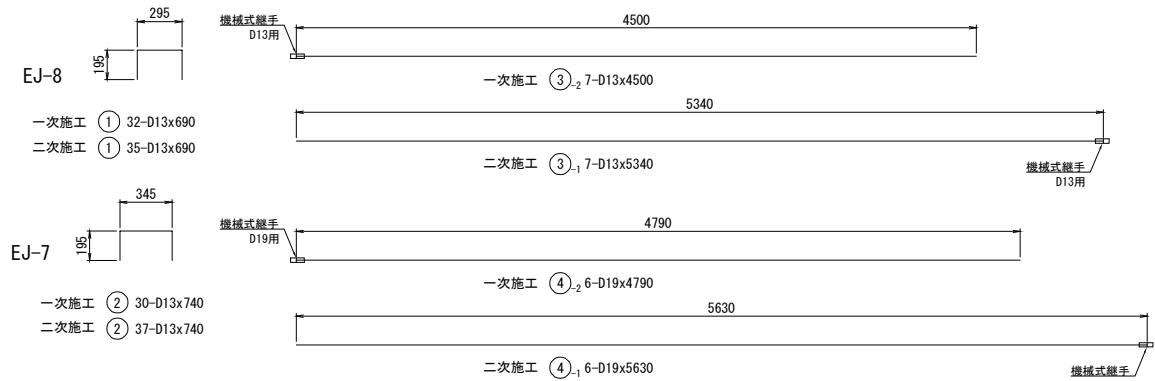 EJ-8
295
195
一次施工 ① 32-D13x690
二次施工 ① 35-D13x690
機械式継手
D13用
4500
一次施工 ③-2 7-D13x4500
5340
二次施工 ③-1 7-D13x5340
機械式継手
D13用
EJ-7
345
195
一次施工 ② 30-D13x740
二次施工 ② 37-D13x740
機械式継手
D19用
4790
一次施工 ④-2 6-D19x4790
5630
二次施工 ④-1 6-D19x5630
機械式継手